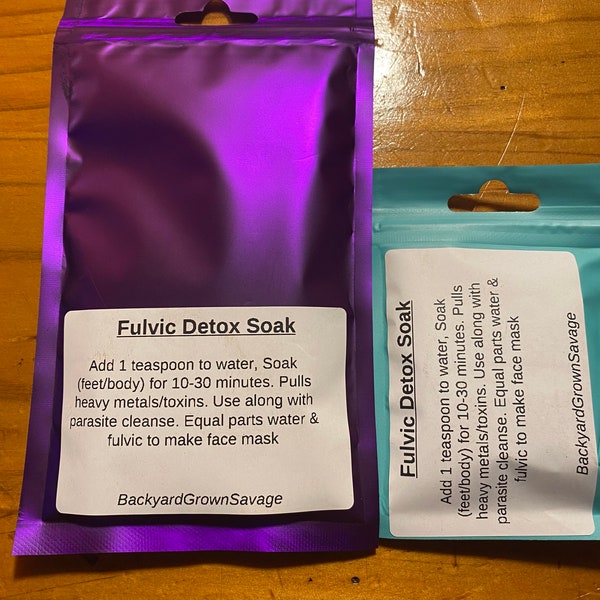 Fulvic Detox Soak
Add 1 teaspoon to water, Soak
(feet/body) for 10-30 minutes. Pulls
heavy metals/toxins. Use along with
parasite cleanse. Equal parts water &
fulvic to make face mask
BackyardGrownSavage
Fulvic Detox Soak
Add 1 teaspoon to water, Soak
(feet/body) for 10-30 minutes. Pulls
heavy metals/toxins. Use along with
parasite cleanse. Equal parts water &
fulvic to make face mask
BackyardGrownSavage